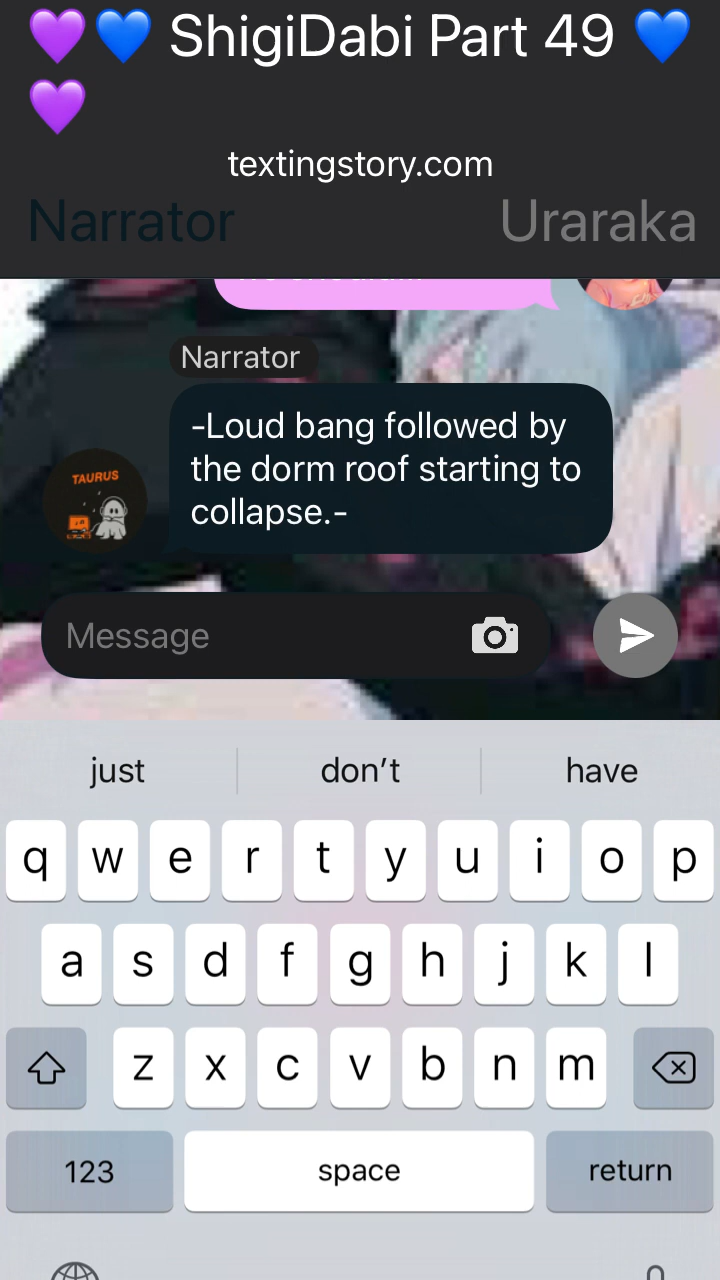 💜💙 ShigiDabi Part 49 💙
💜
textingstory.com
Narrator Uraraka
Narrator
-Loud bang followed by
the dorm roof starting to
collapse.-
TAURUS
Message
just don't have
q w e r t y u i o p
a s d f g h j k l
z x c v b n m
123 space return